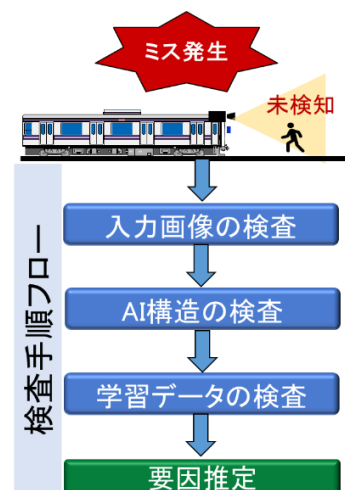 ミス発生
未検知
検査手順フロー
入力画像の検査
AI構造の検査
学習データの検査
要因推定